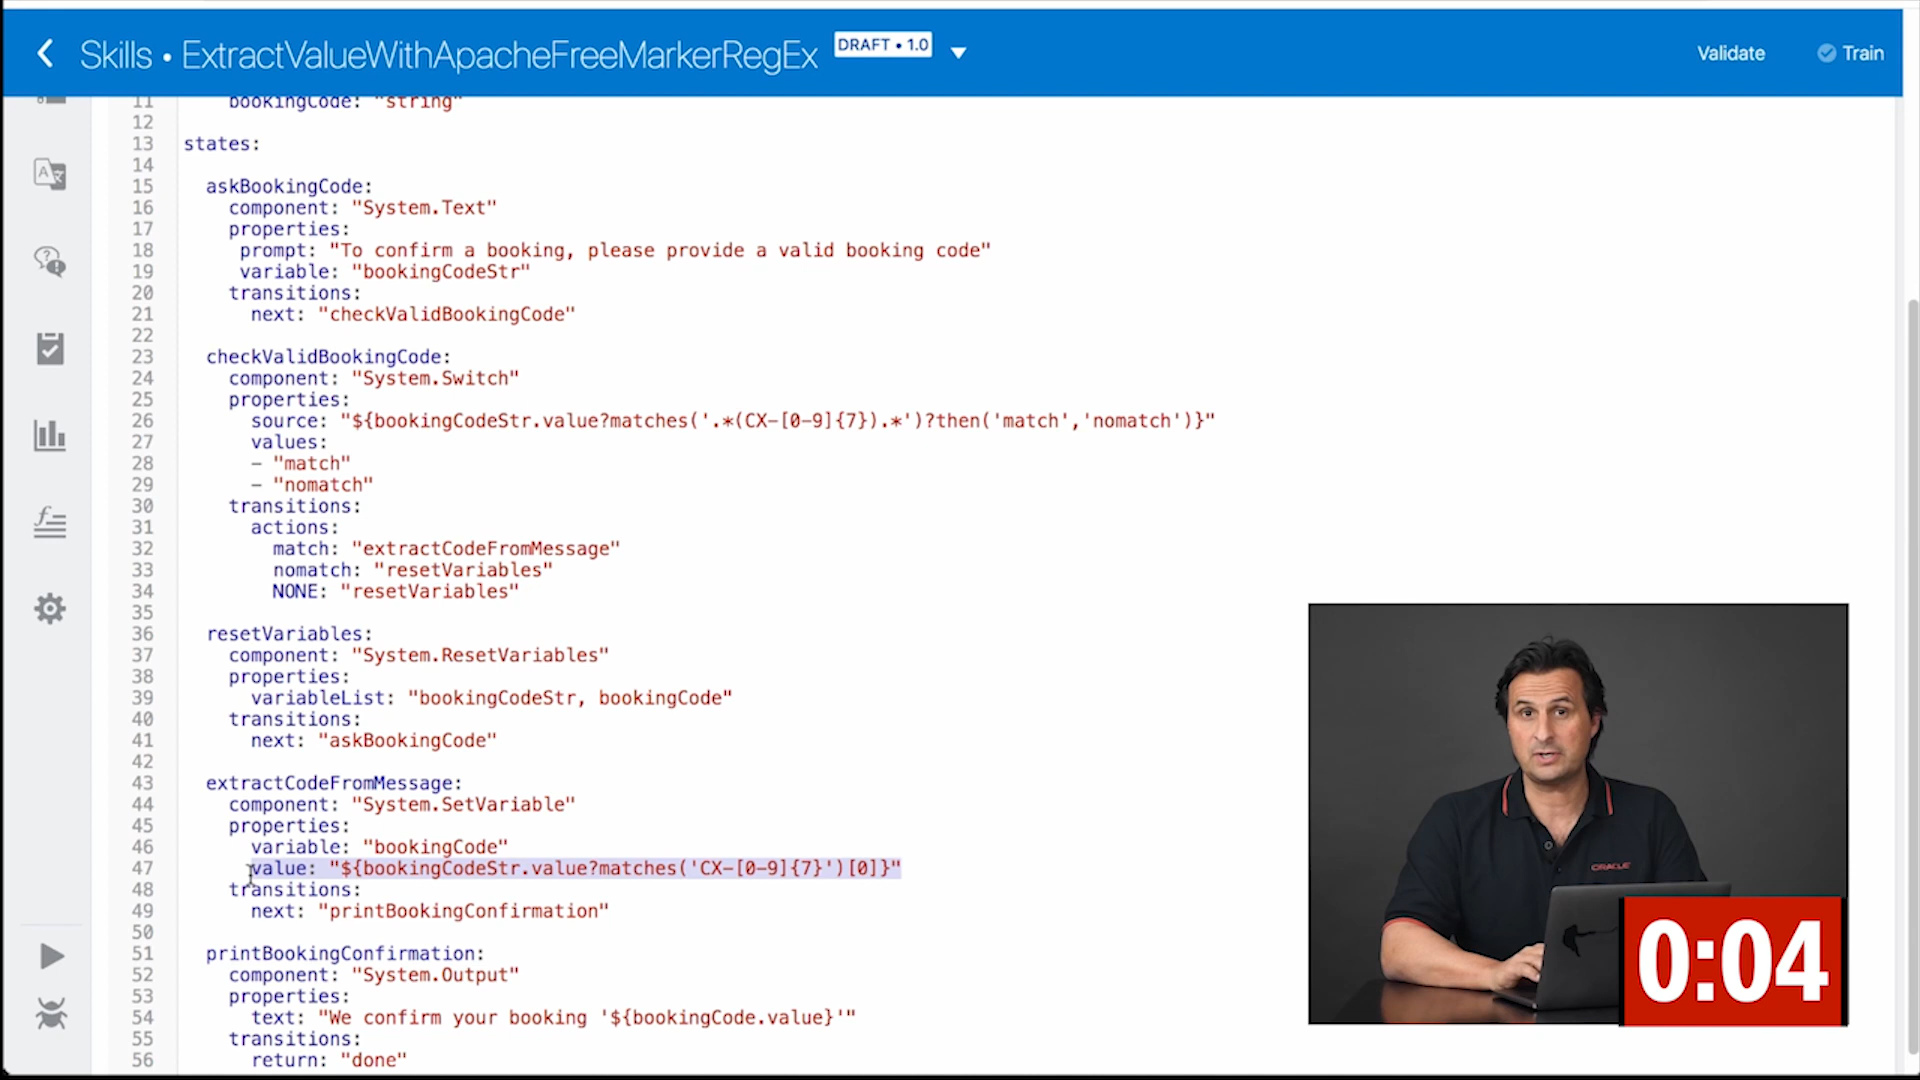 Skills • ExtractValueWithApacheFreeMarkerRegEx DRAFT • 1.0 Validate Train
11 bookingCode: "string"
12
13 states:
14
15 askBookingCode:
16 component: "System.Text"
17 properties:
18 prompt: "To confirm a booking, please provide a valid booking code"
19 variable: "bookingCodeStr"
20 transitions:
21 next: "checkValidBookingCode"
22
23 checkValidBookingCode:
24 component: "System.Switch"
25 properties:
26 source: "${bookingCodeStr.value?matches('.*(CX-[0-9]{7}).*')?then('match','nomatch')}"
27 values:
28 - "match"
29 - "nomatch"
30 transitions:
31 actions:
32 match: "extractCodeFromMessage"
33 nomatch: "resetVariables"
34 NONE: "resetVariables"
35
36 resetVariables:
37 component: "System.ResetVariables"
38 properties:
39 variableList: "bookingCodeStr, bookingCode"
40 transitions:
41 next: "askBookingCode"
42
43 extractCodeFromMessage:
44 component: "System.SetVariable"
45 properties:
46 variable: "bookingCode"
47 value: "${bookingCodeStr.value?matches('CX-[0-9]{7}')[0]}"
48 transitions:
49 next: "printBookingConfirmation"
50
51 printBookingConfirmation:
52 component: "System.Output"
53 properties:
54 text: "We confirm your booking '${bookingCode.value}'"
55 transitions:
56 return: "done"
ORACLE
0:04